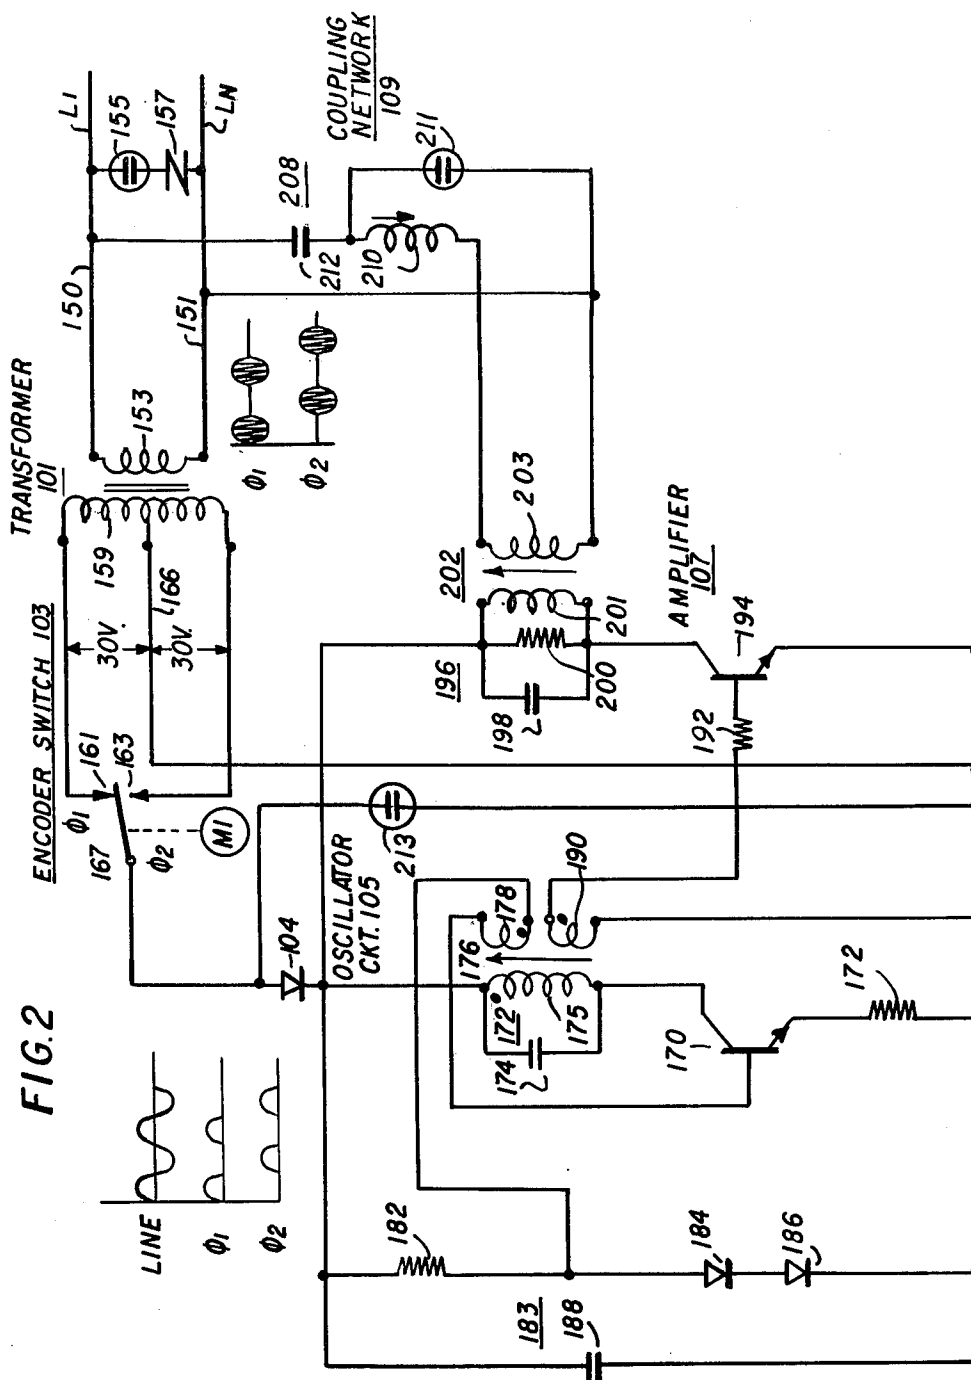 FIG.2
LINE
ϕ1
ϕ2
ENCODER SWITCH 103
TRANSFORMER
101
ϕ1
161
163
167
ϕ2
M1
30V.
30V.
159
166
153
150
151
L1
155
157
LN
COUPLING
NETWORK
109
208
212
210
211
ϕ1
ϕ2
104
OSCILLATOR
CKT. 105
213
196
198
200
201
202
203
AMPLIFIER
107
192
194
176
178
190
172
174
175
170
172
182
183
188
184
186